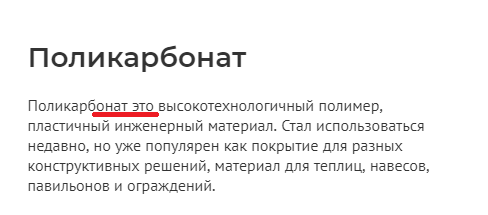 Поликарбонат
Поликарбонат это высокотехнологичный полимер,
пластичный инженерный материал. Стал использоваться
недавно, но уже популярен как покрытие для разных
конструктивных решений, материал для теплиц, навесов,
павильонов и ограждений.